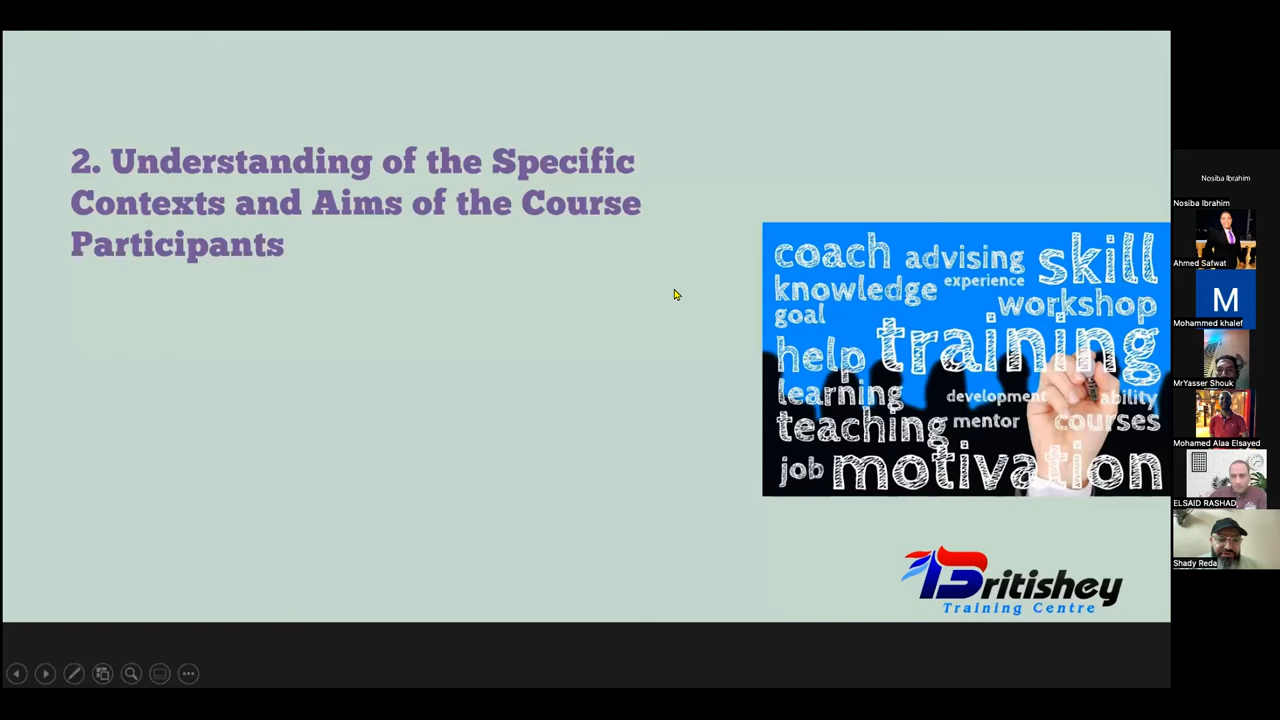 2. Understanding of the Specific
Contexts and Aims of the Course
Participants
coach advising skill
knowledge experience
goal workshop
help training
learning development ability
teaching mentor courses
job motivation
Britishey
Training Centre
Nosiba Ibrahim
Nosiba Ibrahim
Ahmed Safwat
M
Mohammed khalef
MrYasser Shouk
Mohamed Alaa Elsayed
ELSAID RASHAD
Shady Reda